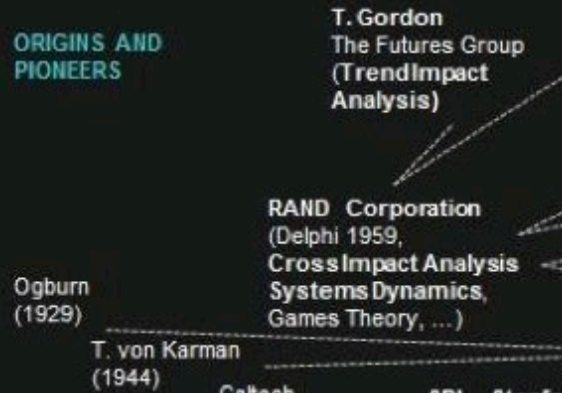 ORIGINS AND
PIONEERS
T. Gordon
The Futures Group
(TrendImpact
Analysis)
RAND Corporation
(Delphi 1959,
CrossImpact Analysis
SystemsDynamics,
Games Theory, ...)
Ogburn
(1929)
T. von Karman
(1944)